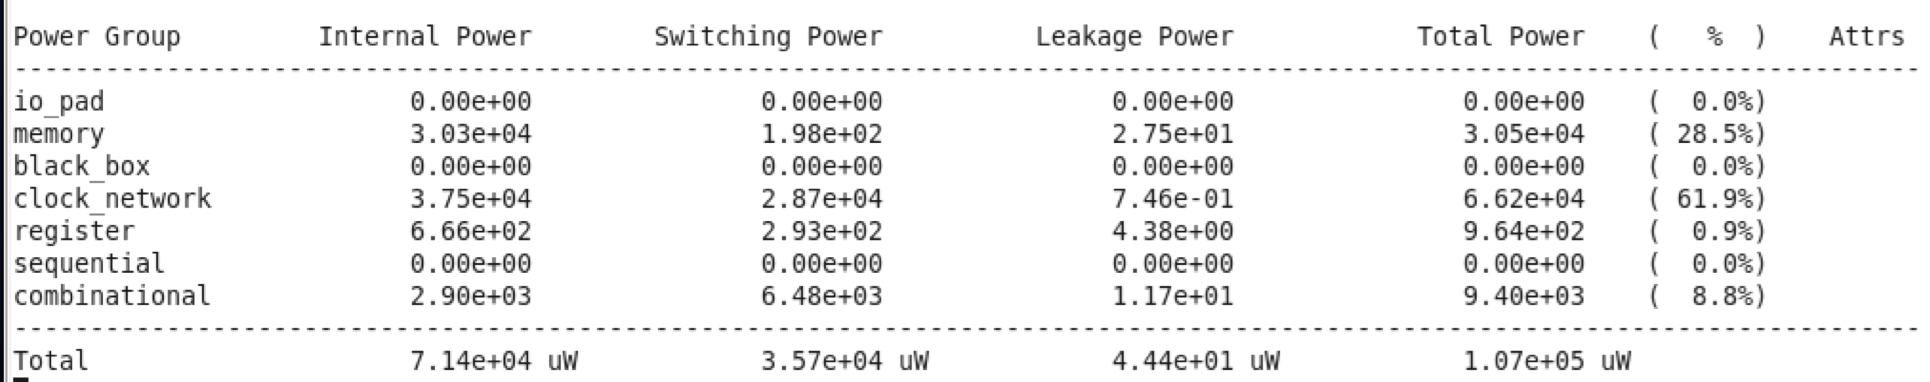 Power Group Internal Power Switching Power Leakage Power Total Power ( % ) Attrs
--------------------------------------------------------------------------------
io_pad 0.00e+00 0.00e+00 0.00e+00 0.00e+00 ( 0.0%)
memory 3.03e+04 1.98e+02 2.75e+01 3.05e+04 ( 28.5%)
black_box 0.00e+00 0.00e+00 0.00e+00 0.00e+00 ( 0.0%)
clock_network 3.75e+04 2.87e+04 7.46e-01 6.62e+04 ( 61.9%)
register 6.66e+02 2.93e+02 4.38e+00 9.64e+02 ( 0.9%)
sequential 0.00e+00 0.00e+00 0.00e+00 0.00e+00 ( 0.0%)
combinational 2.90e+03 6.48e+03 1.17e+01 9.40e+03 ( 8.8%)
--------------------------------------------------------------------------------
Total 7.14e+04 uW 3.57e+04 uW 4.44e+01 uW 1.07e+05 uW